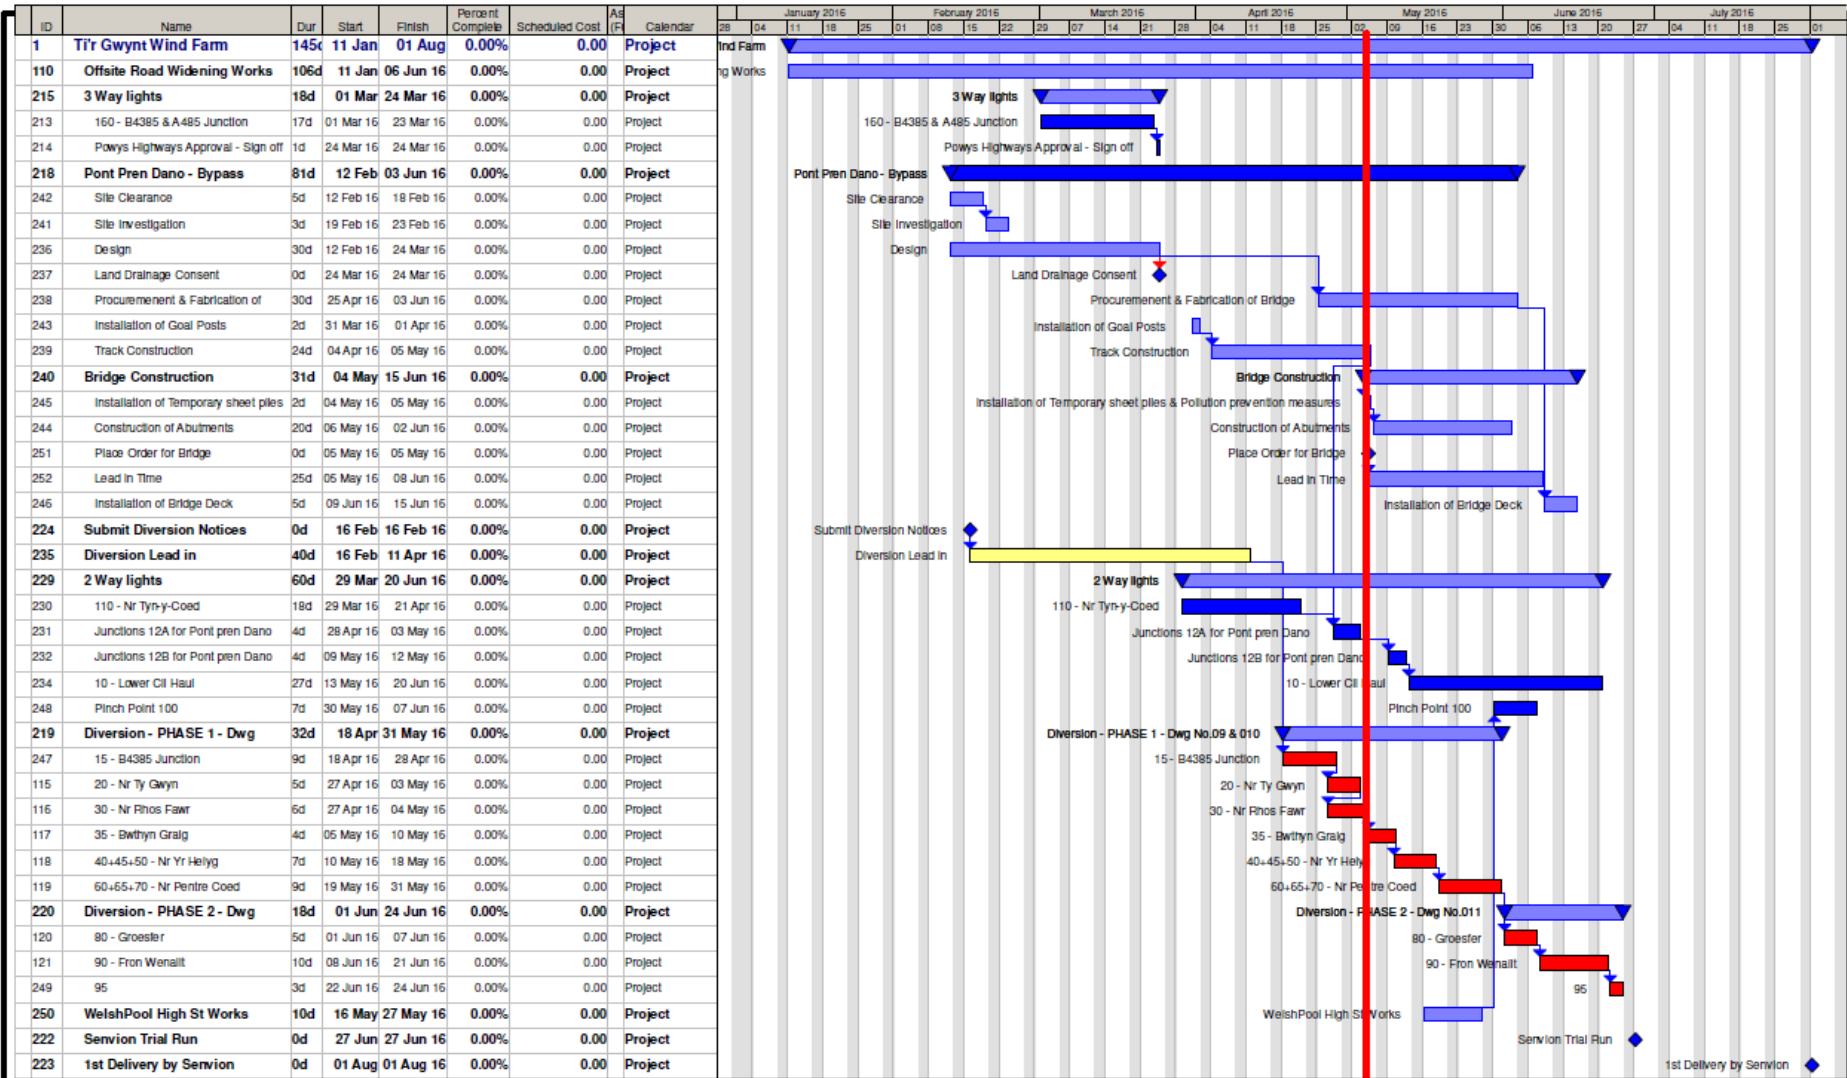 ID Name Dur Start Finish Percent Complete Scheduled Cost As (F Calendar
January 2016 February 2016 March 2016 April 2016 May 2016 June 2016 July 2016
28 04 11 18 25 01 08 15 22 29 07 14 21 28 04 11 18 25 02 09 16 23 30 06 13 20 27 04 11 18 25 01
1 Ti'r Gwynt Wind Farm 145d 11 Jan 01 Aug 0.00% 0.00 Project ind Farm
110 Offsite Road Widening Works 106d 11 Jan 06 Jun 16 0.00% 0.00 Project ng Works
215 3 Way lights 18d 01 Mar 24 Mar 16 0.00% 0.00 Project 3 Way lights
213 160 - B4385 & A485 Junction 17d 01 Mar 16 23 Mar 16 0.00% 0.00 Project 160 - B4385 & A485 Junction
214 Powys Highways Approval - Sign off 1d 24 Mar 16 24 Mar 16 0.00% 0.00 Project Powys Highways Approval - Sign off
218 Pont Pren Dano - Bypass 81d 12 Feb 03 Jun 16 0.00% 0.00 Project Pont Pren Dano - Bypass
242 Site Clearance 5d 12 Feb 16 18 Feb 16 0.00% 0.00 Project Site Clearance
241 Site Investigation 3d 19 Feb 16 23 Feb 16 0.00% 0.00 Project Site Investigation
236 Design 30d 12 Feb 16 24 Mar 16 0.00% 0.00 Project Design
237 Land Drainage Consent 0d 24 Mar 16 24 Mar 16 0.00% 0.00 Project Land Drainage Consent
238 Procuremenent & Fabrication of 30d 25 Apr 16 03 Jun 16 0.00% 0.00 Project Procuremenent & Fabrication of Bridge
243 Installation of Goal Posts 2d 31 Mar 16 01 Apr 16 0.00% 0.00 Project Installation of Goal Posts
239 Track Construction 24d 04 Apr 16 05 May 16 0.00% 0.00 Project Track Construction
240 Bridge Construction 31d 04 May 15 Jun 16 0.00% 0.00 Project Bridge Construction
245 Installation of Temporary sheet piles 2d 04 May 16 05 May 16 0.00% 0.00 Project Installation of Temporary sheet piles & Pollution prevention measures
244 Construction of Abutments 20d 06 May 16 02 Jun 16 0.00% 0.00 Project Construction of Abutments
251 Place Order for Bridge 0d 05 May 16 05 May 16 0.00% 0.00 Project Place Order for Bridge
252 Lead in Time 25d 05 May 16 08 Jun 16 0.00% 0.00 Project Lead in Time
246 Installation of Bridge Deck 5d 09 Jun 16 15 Jun 16 0.00% 0.00 Project Installation of Bridge Deck
224 Submit Diversion Notices 0d 16 Feb 16 Feb 16 0.00% 0.00 Project Submit Diversion Notices
235 Diversion Lead in 40d 16 Feb 11 Apr 16 0.00% 0.00 Project Diversion Lead in
229 2 Way lights 60d 29 Mar 20 Jun 16 0.00% 0.00 Project 2 Way lights
230 110 - Nr Tyn-y-Coed 18d 29 Mar 16 21 Apr 16 0.00% 0.00 Project 110 - Nr Tyn-y-Coed
231 Junctions 12A for Pont pren Dano 4d 28 Apr 16 03 May 16 0.00% 0.00 Project Junctions 12A for Pont pren Dano
232 Junctions 12B for Pont pren Dano 4d 09 May 16 12 May 16 0.00% 0.00 Project Junctions 12B for Pont pren Dano
234 10 - Lower Cil Haul 27d 13 May 16 20 Jun 16 0.00% 0.00 Project 10 - Lower Cil Haul
248 Pinch Point 100 7d 30 May 16 07 Jun 16 0.00% 0.00 Project Pinch Point 100
219 Diversion - PHASE 1 - Dwg 32d 18 Apr 31 May 16 0.00% 0.00 Project Diversion - PHASE 1 - Dwg No.09 & 010
247 15 - B4385 Junction 9d 18 Apr 16 28 Apr 16 0.00% 0.00 Project 15 - B4385 Junction
115 20 - Nr Ty Gwyn 5d 27 Apr 16 03 May 16 0.00% 0.00 Project 20 - Nr Ty Gwyn
116 30 - Nr Rhos Fawr 6d 27 Apr 16 04 May 16 0.00% 0.00 Project 30 - Nr Rhos Fawr
117 35 - Bwthyn Graig 4d 05 May 16 10 May 16 0.00% 0.00 Project 35 - Bwthyn Graig
118 40+45+50 - Nr Yr Helyg 7d 10 May 16 18 May 16 0.00% 0.00 Project 40+45+50 - Nr Yr Hely
119 60+65+70 - Nr Pentre Coed 9d 19 May 16 31 May 16 0.00% 0.00 Project 60+65+70 - Nr Pentre Coed
220 Diversion - PHASE 2 - Dwg 18d 01 Jun 24 Jun 16 0.00% 0.00 Project Diversion - PHASE 2 - Dwg No.011
120 80 - Groesfer 5d 01 Jun 16 07 Jun 16 0.00% 0.00 Project 80 - Groesfer
121 90 - Fron Wenallt 10d 08 Jun 16 21 Jun 16 0.00% 0.00 Project 90 - Fron Wenallt
249 95 3d 22 Jun 16 24 Jun 16 0.00% 0.00 Project 95
250 WelshPool High St Works 10d 16 May 27 May 16 0.00% 0.00 Project WelshPool High St Works
222 Senvion Trial Run 0d 27 Jun 27 Jun 16 0.00% 0.00 Project Senvion Trial Run
223 1st Delivery by Senvion 0d 01 Aug 01 Aug 16 0.00% 0.00 Project 1st Delivery by Senvion